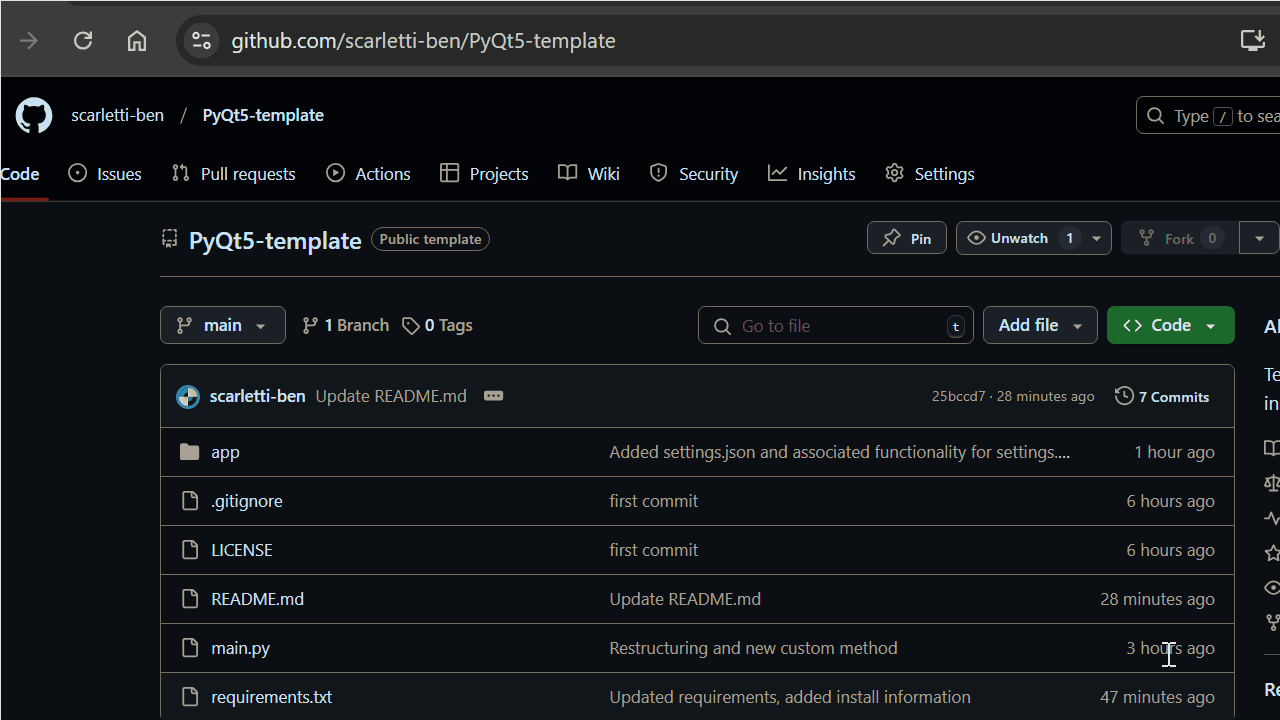 github.com/scarletti-ben/PyQt5-template
scarletti-ben / PyQt5-template
Type / to sea
Code Issues Pull requests Actions Projects Wiki Security Insights Settings
PyQt5-template Public template Pin Unwatch 1 Fork 0
main 1 Branch 0 Tags Go to file t Add file Code
scarletti-ben Update README.md 25bccd7 · 28 minutes ago 7 Commits
app Added settings.json and associated functionality for settings.... 1 hour ago
.gitignore first commit 6 hours ago
LICENSE first commit 6 hours ago
README.md Update README.md 28 minutes ago
main.py Restructuring and new custom method 3 hours ago
requirements.txt Updated requirements, added install information 47 minutes ago
Te
in
Re